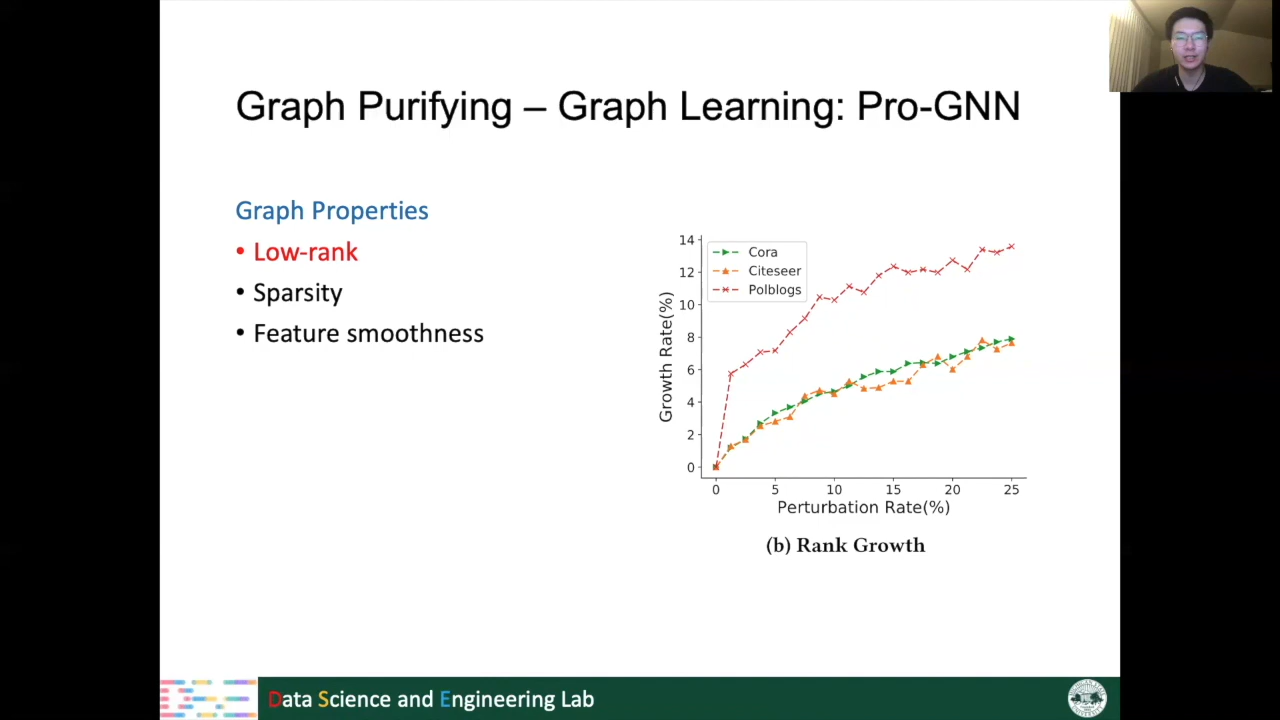 Graph Purifying – Graph Learning: Pro-GNN
Graph Properties
• Low-rank
• Sparsity
• Feature smoothness
14
12
10
8
6
4
2
0
Growth Rate(%)
Cora
Citeseer
Polblogs
0 5 10 15 20 25
Perturbation Rate(%)
(b) Rank Growth
Data Science and Engineering Lab